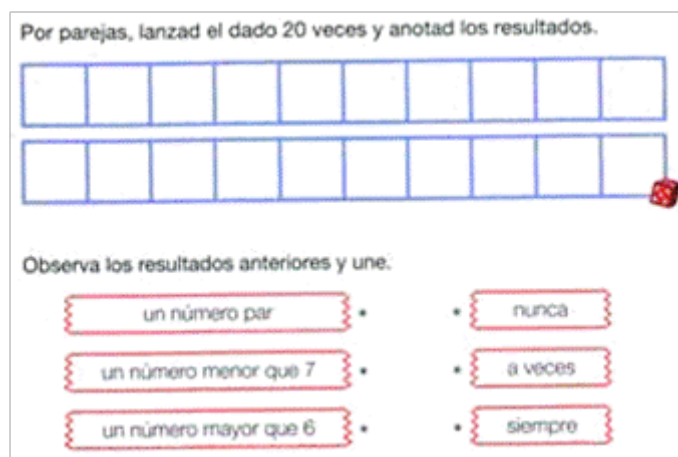 Por parejas, lanzad el dado 20 veces y anotad los resultados.
Observa los resultados anteriores y une.
un número par
nunca
un número menor que 7
a veces
un número mayor que 6
siempre